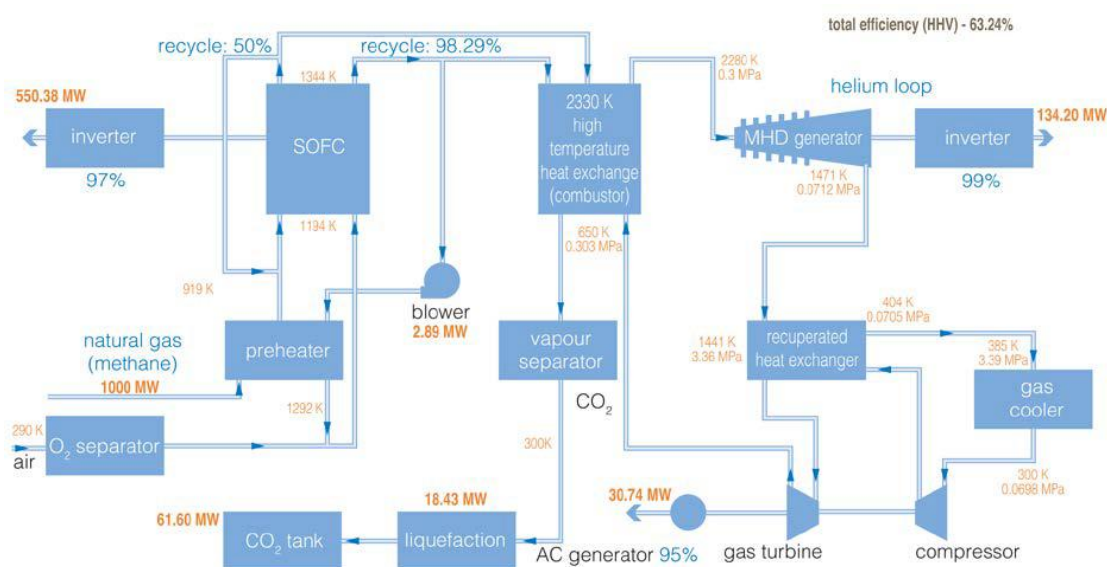 total efficiency (HHV) - 63.24%
recycle: 50%
recycle: 98.29%
2280 K
0.3 MPa
helium loop
550.38 MW
inverter
97%
1344 K
SOFC
1194 K
2330 K
high
temperature
heat exchange
(combustor)
MHD generator
1471 K
0.0712 MPa
inverter
99%
134.20 MW
650 K
0.303 MPa
919 K
blower
2.89 MW
natural gas
(methane)
1000 MW
preheater
vapour
separator
CO₂
1441 K
3.36 MPa
recuperated
heat exchanger
404 K
0.0705 MPa
385 K
3.39 MPa
gas
cooler
290 K
air
O₂ separator
1292 K
300K
300 K
0.0698 MPa
61.60 MW
CO₂ tank
18.43 MW
liquefaction
30.74 MW
AC generator 95%
gas turbine
compressor